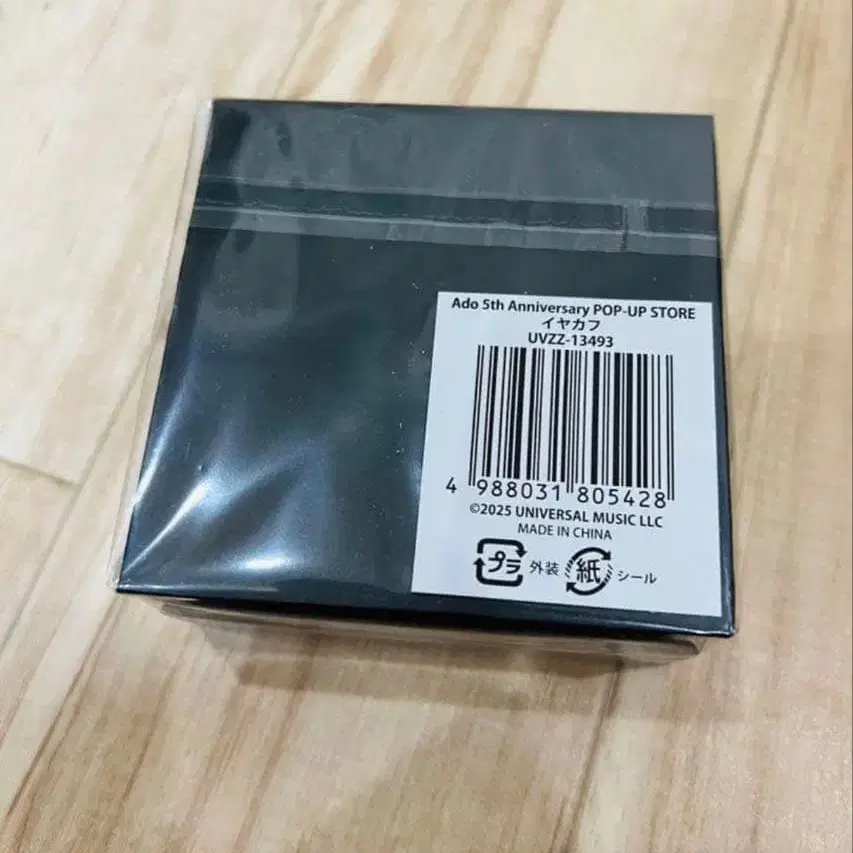 Ado 5th Anniversary POP-UP STORE
イヤカフ
UVZZ-13493
4 988031 805428
©2025 UNIVERSAL MUSIC LLC
MADE IN CHINA
プラ 外装 紙 シール